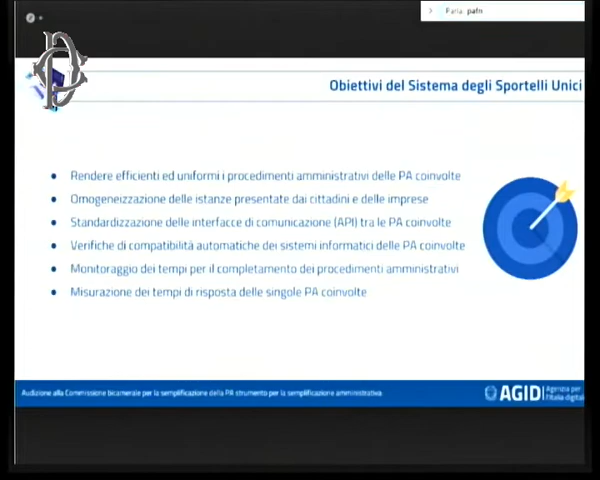 Parla: pafn
Obiettivi del Sistema degli Sportelli Unici
Rendere efficienti ed uniformi i procedimenti amministrativi delle PA coinvolte
Omogeneizzazione delle istanze presentate dai cittadini e delle imprese
Standardizzazione delle interfacce di comunicazione (API) tra le PA coinvolte
Verifiche di compatibilità automatiche dei sistemi informatici delle PA coinvolte
Monitoraggio dei tempi per il completamento dei procedimenti amministrativi
Misurazione dei tempi di risposta delle singole PA coinvolte
Audizione alla Commissione bicamerale per la semplificazione della PA strumento per la semplificazione amministrativa
AGID Agenzia per
l'Italia digitale